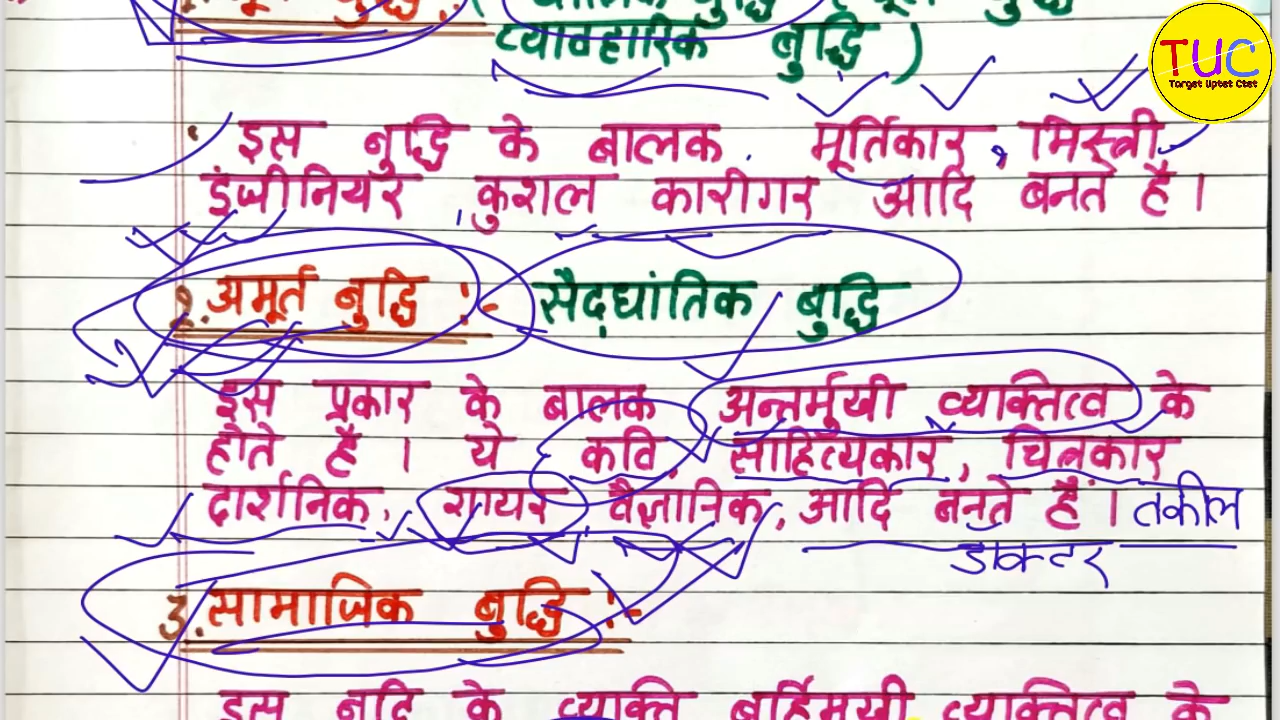 बुद्धि :- (
व्यावहारिक बुद्धि )
TUC
Target Uptet Ctet
इस बुद्धि के बालक मूर्तिकार, मिस्त्री,
इंजीनियर, कुशल कारीगर आदि बनते है।
2. अमूर्त बुद्धि :- सैद्धांतिक बुद्धि
इस प्रकार के बालक अन्तर्मुखी व्यक्तित्व के
होते है । ये कवि, साहित्यकार, चित्रकार
दार्शनिक, शायर वैज्ञानिक, आदि बनते हैं । वकील
डाक्टर
3. सामाजिक बुद्धि :-
इस बुद्धि के व्यक्ति बर्हिमुखी व्यक्तित्व के